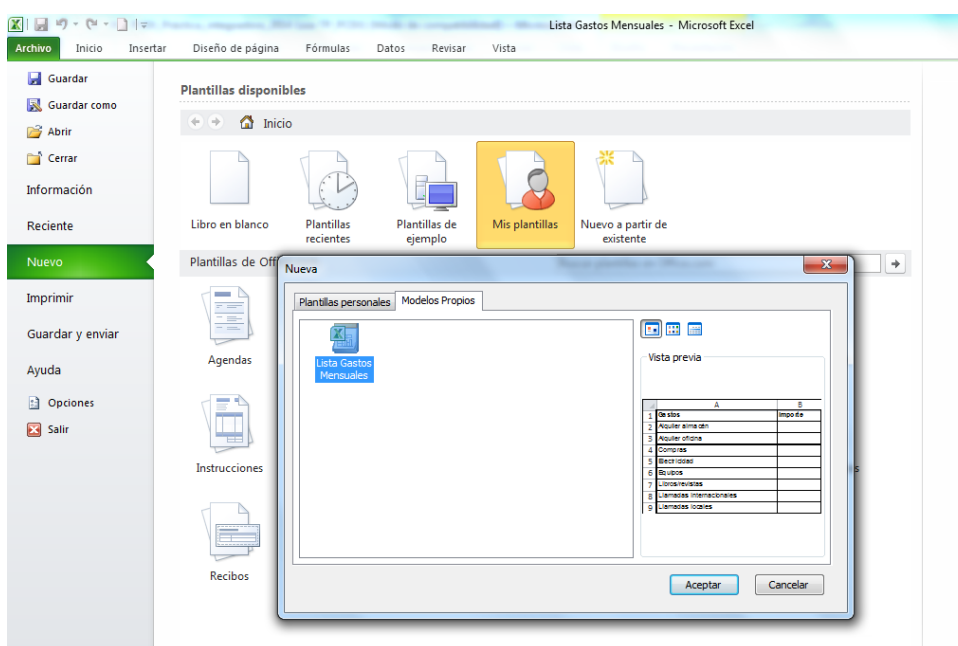 Lista Gastos Mensuales - Microsoft Excel
Archivo Inicio Insertar Diseño de página Fórmulas Datos Revisar Vista
Guardar
Guardar como
Abrir
Cerrar
Información
Reciente
Nuevo
Imprimir
Guardar y enviar
Ayuda
Opciones
Salir
Plantillas disponibles
Inicio
Libro en blanco
Plantillas
recientes
Plantillas de
ejemplo
Mis plantillas
Nuevo a partir de
existente
Plantillas de Off
Agendas
Instrucciones
Recibos
Nueva
Plantillas personales Modelos Propios
Lista Gastos
Mensuales
Vista previa
A B
1 Gastos Importe
2 Alquiler almacén
3 Alquiler oficina
4 Compras
5 Electricidad
6 Equipos
7 Libros/revistas
8 Llamadas internacionales
9 Llamadas locales
Aceptar Cancelar
s